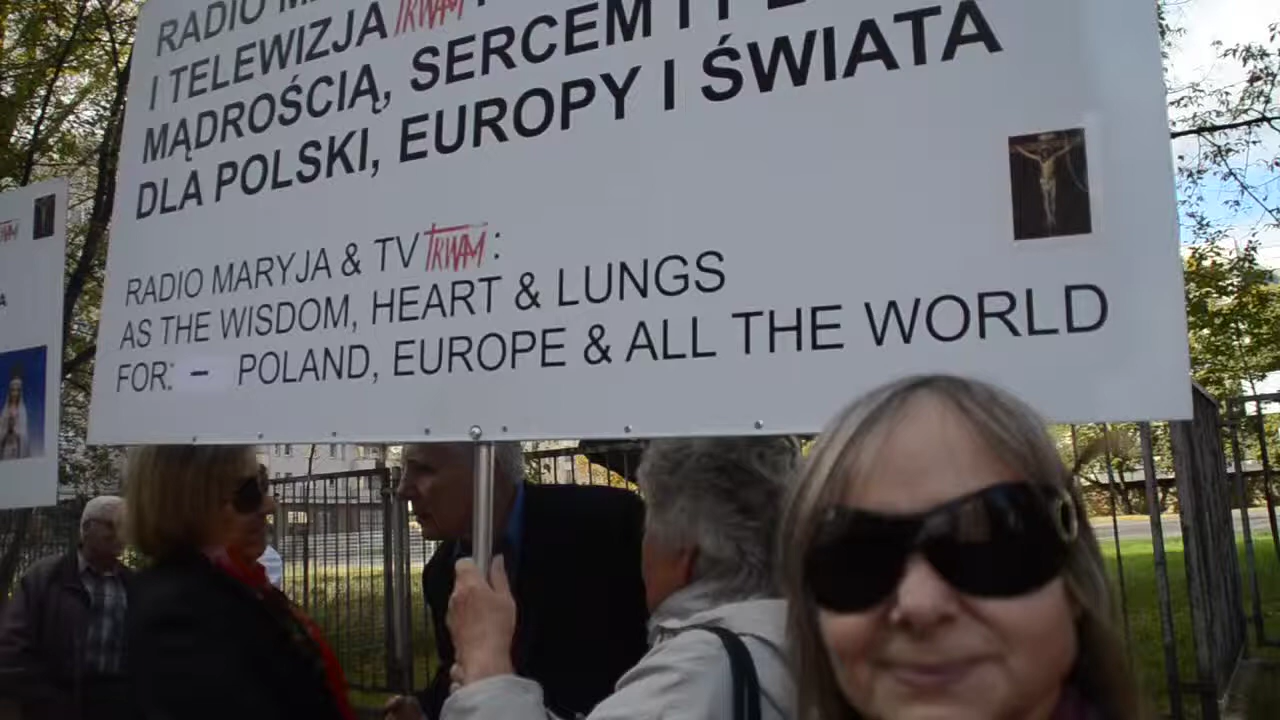 RADIO
I TELEWIZJA TRWAM
MĄDROŚCIĄ, SERCEM I
DLA POLSKI, EUROPY I ŚWIATA
RADIO MARYJA & TV TRWAM :
AS THE WISDOM, HEART & LUNGS
FOR: – POLAND, EUROPE & ALL THE WORLD